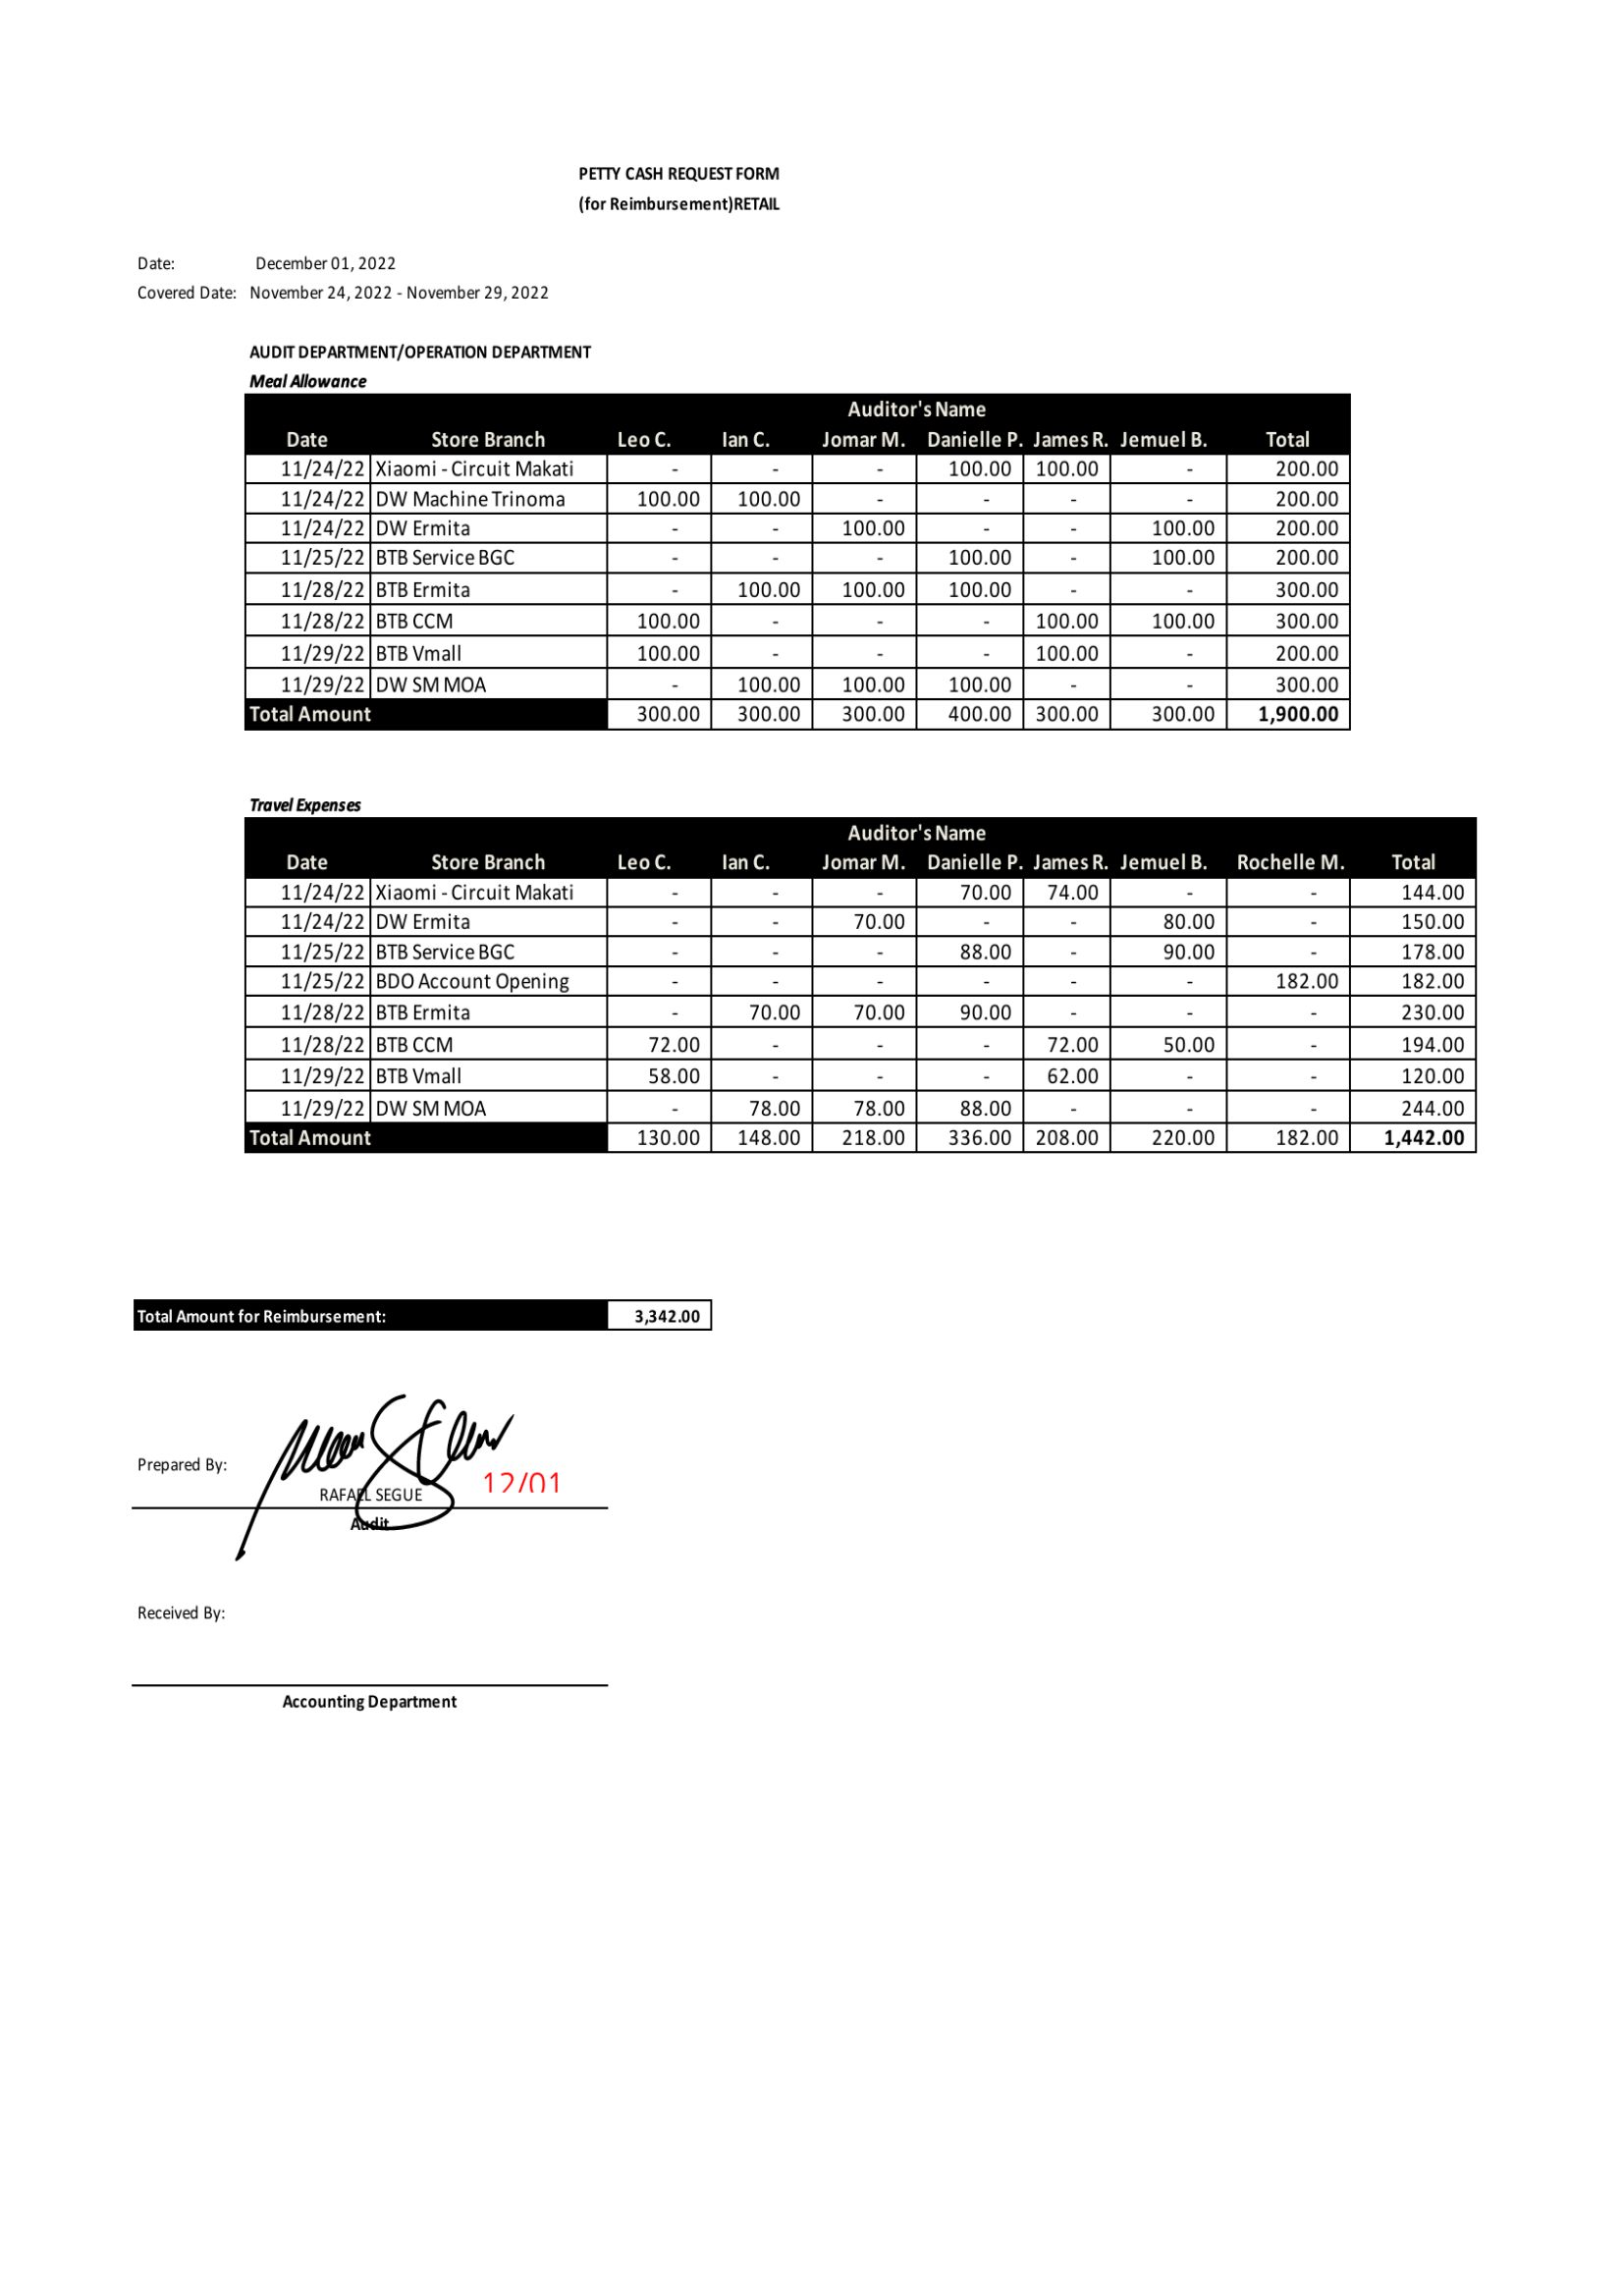 PETTY CASH REQUEST FORM
(for Reimbursement)RETAIL
Date: December 01, 2022
Covered Date: November 24, 2022 - November 29, 2022
AUDIT DEPARTMENT/OPERATION DEPARTMENT
Meal Allowance
Auditor's Name
Date Store Branch Leo C. Ian C. Jomar M. Danielle P. James R. Jemuel B. Total
11/24/22 Xiaomi - Circuit Makati - - - 100.00 100.00 - 200.00
11/24/22 DW Machine Trinoma 100.00 100.00 - - - - 200.00
11/24/22 DW Ermita - - 100.00 - - 100.00 200.00
11/25/22 BTB Service BGC - - - 100.00 - 100.00 200.00
11/28/22 BTB Ermita - 100.00 100.00 100.00 - - 300.00
11/28/22 BTB CCM 100.00 - - - 100.00 100.00 300.00
11/29/22 BTB Vmall 100.00 - - - 100.00 - 200.00
11/29/22 DW SM MOA - 100.00 100.00 100.00 - - 300.00
Total Amount 300.00 300.00 300.00 400.00 300.00 300.00 1,900.00
Travel Expenses
Auditor's Name
Date Store Branch Leo C. Ian C. Jomar M. Danielle P. James R. Jemuel B. Rochelle M. Total
11/24/22 Xiaomi - Circuit Makati - - - 70.00 74.00 - - 144.00
11/24/22 DW Ermita - - 70.00 - - 80.00 - 150.00
11/25/22 BTB Service BGC - - - 88.00 - 90.00 - 178.00
11/25/22 BDO Account Opening - - - - - - 182.00 182.00
11/28/22 BTB Ermita - 70.00 70.00 90.00 - - - 230.00
11/28/22 BTB CCM 72.00 - - - 72.00 50.00 - 194.00
11/29/22 BTB Vmall 58.00 - - - 62.00 - - 120.00
11/29/22 DW SM MOA - 78.00 78.00 88.00 - - - 244.00
Total Amount 130.00 148.00 218.00 336.00 208.00 220.00 182.00 1,442.00
Total Amount for Reimbursement: 3,342.00
Prepared By:
12/01
RAFAEL SEGUE
Audit
Received By:
Accounting Department